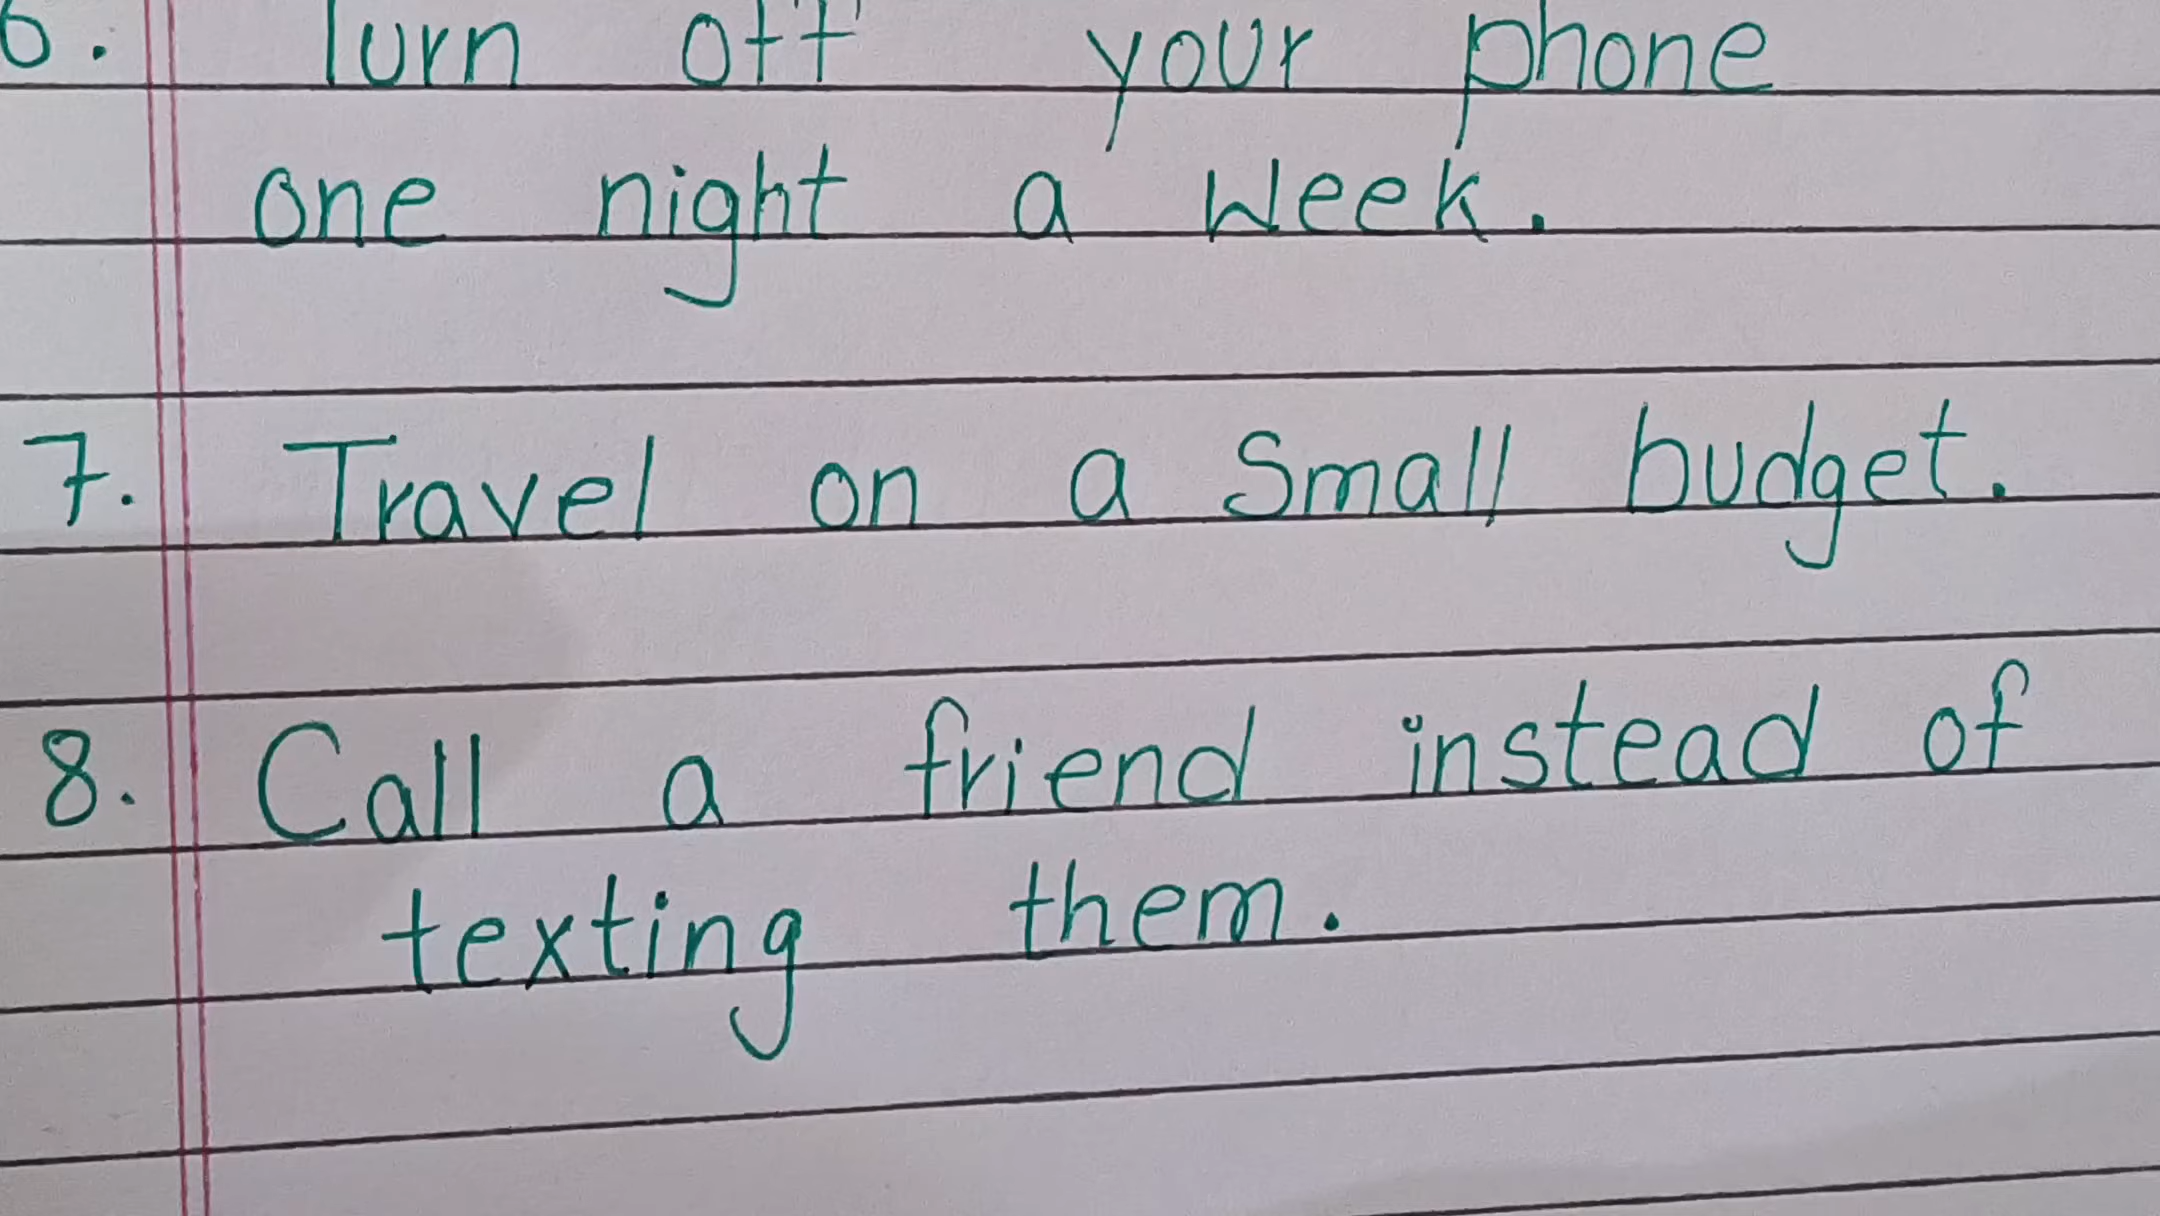 6. Turn off your phone
one night a week.
7. Travel on a Small budget.
8. Call a friend instead of
texting them.